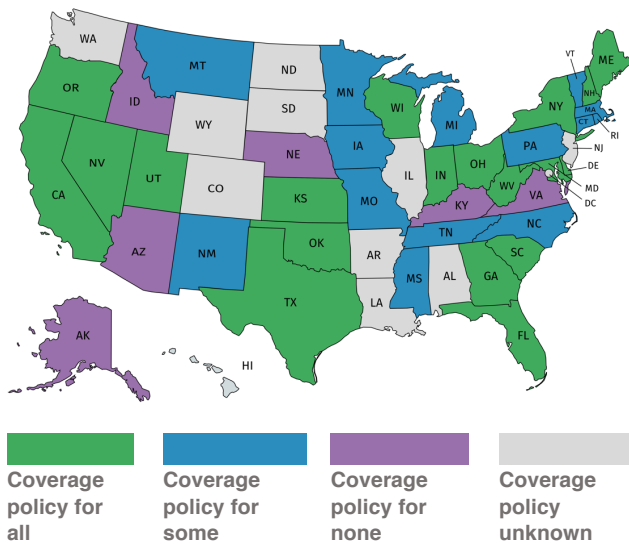 WA
MT
ND
MN
VT
ME
OR
ID
SD
WI
NY
NH
MA
CT
RI
WY
MI
NV
NE
IA
PA
NJ
UT
CO
IL
IN
OH
DE
CA
KS
MO
WV
VA
MD
DC
KY
AZ
NM
OK
AR
TN
NC
TX
MS
AL
GA
SC
LA
FL
AK
HI
Coverage
policy for
all
Coverage
policy for
some
Coverage
policy for
none
Coverage
policy
unknown